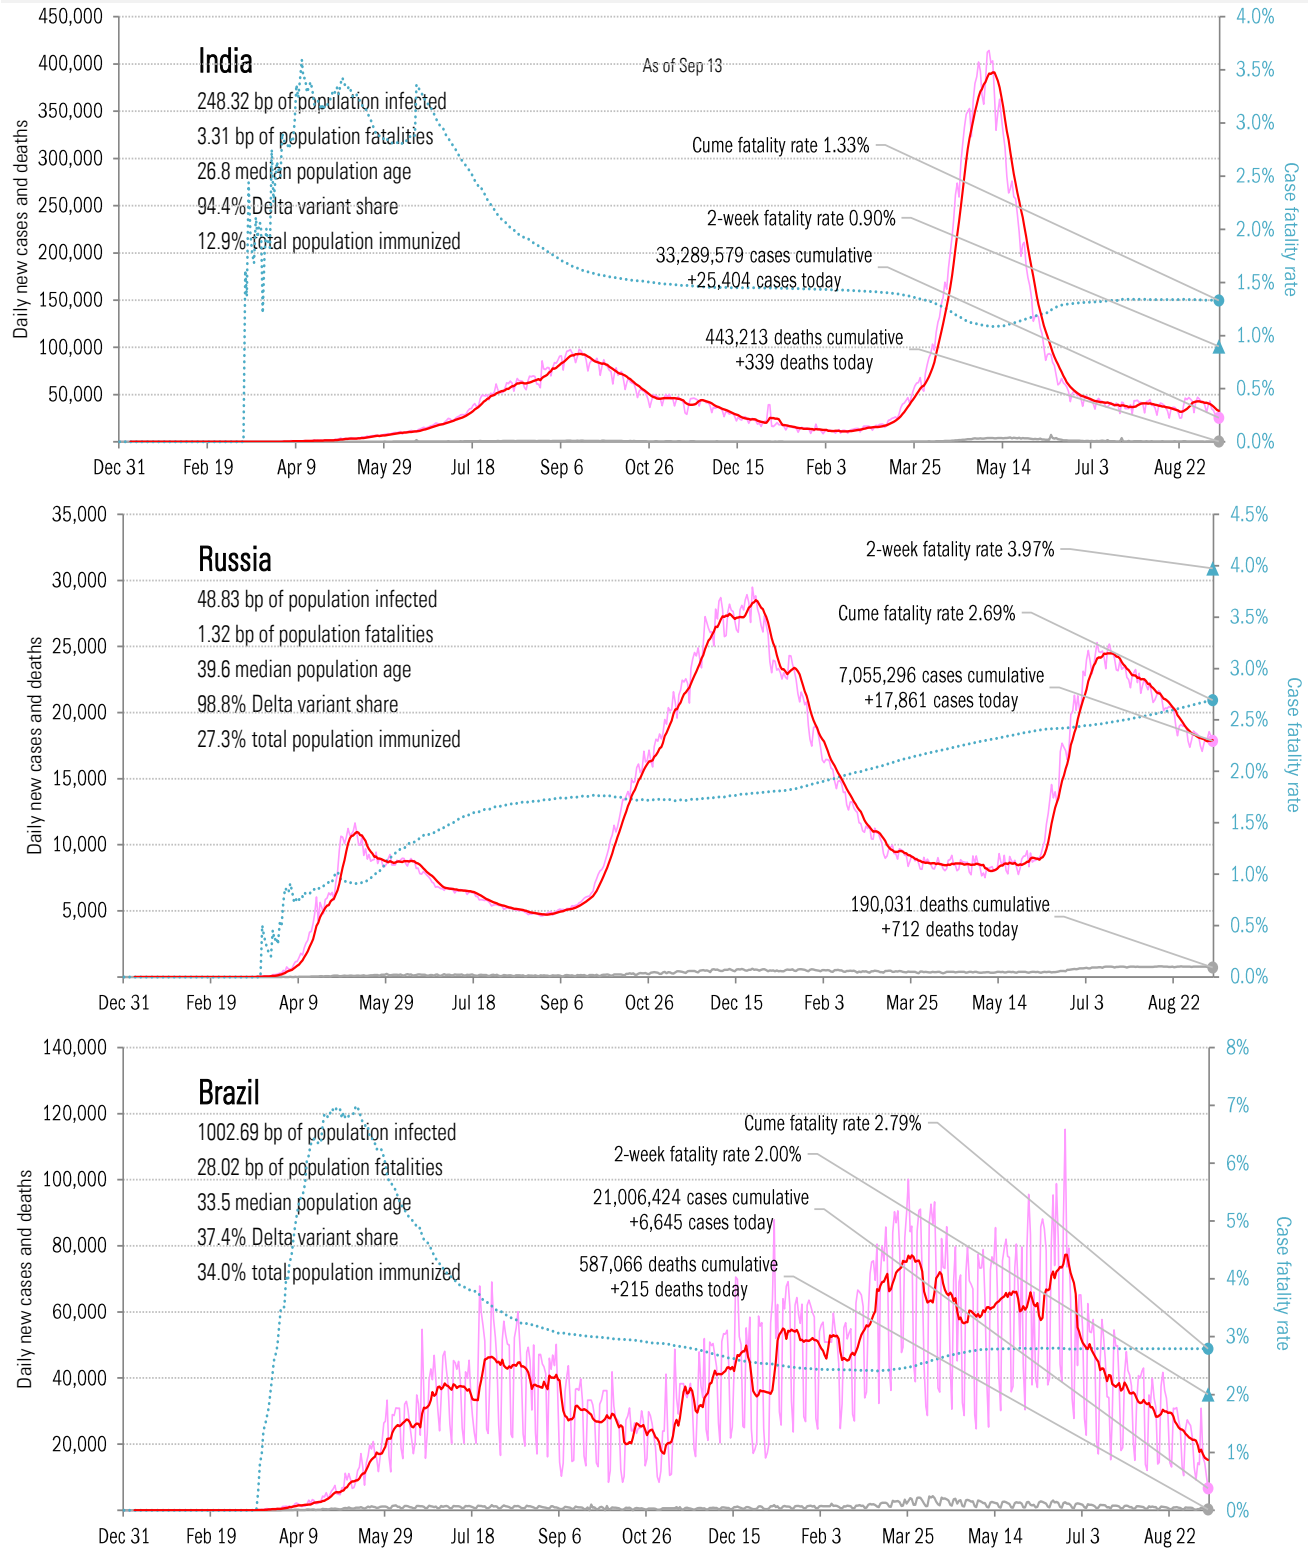 450,000
400,000
350,000
300,000
250,000
200,000
150,000
100,000
50,000
Daily new cases and deaths
4.0%
3.5%
3.0%
2.5%
2.0%
1.5%
1.0%
0.5%
0.0%
Case fatality rate
India
248.32 bp of population infected
3.31 bp of population fatalities
26.8 median population age
94.4% Delta variant share
12.9% total population immunized
As of Sep 13
Cume fatality rate 1.33%
2-week fatality rate 0.90%
33,289,579 cases cumulative
+25,404 cases today
443,213 deaths cumulative
+339 deaths today
Dec 31 Feb 19 Apr 9 May 29 Jul 18 Sep 6 Oct 26 Dec 15 Feb 3 Mar 25 May 14 Jul 3 Aug 22
35,000
30,000
25,000
20,000
15,000
10,000
5,000
Daily new cases and deaths
4.5%
4.0%
3.5%
3.0%
2.5%
2.0%
1.5%
1.0%
0.5%
0.0%
Case fatality rate
Russia
48.83 bp of population infected
1.32 bp of population fatalities
39.6 median population age
98.8% Delta variant share
27.3% total population immunized
2-week fatality rate 3.97%
Cume fatality rate 2.69%
7,055,296 cases cumulative
+17,861 cases today
190,031 deaths cumulative
+712 deaths today
Dec 31 Feb 19 Apr 9 May 29 Jul 18 Sep 6 Oct 26 Dec 15 Feb 3 Mar 25 May 14 Jul 3 Aug 22
140,000
120,000
100,000
80,000
60,000
40,000
20,000
Daily new cases and deaths
8%
7%
6%
5%
4%
3%
2%
1%
0%
Case fatality rate
Brazil
1002.69 bp of population infected
28.02 bp of population fatalities
33.5 median population age
37.4% Delta variant share
34.0% total population immunized
Cume fatality rate 2.79%
2-week fatality rate 2.00%
21,006,424 cases cumulative
+6,645 cases today
587,066 deaths cumulative
+215 deaths today
Dec 31 Feb 19 Apr 9 May 29 Jul 18 Sep 6 Oct 26 Dec 15 Feb 3 Mar 25 May 14 Jul 3 Aug 22